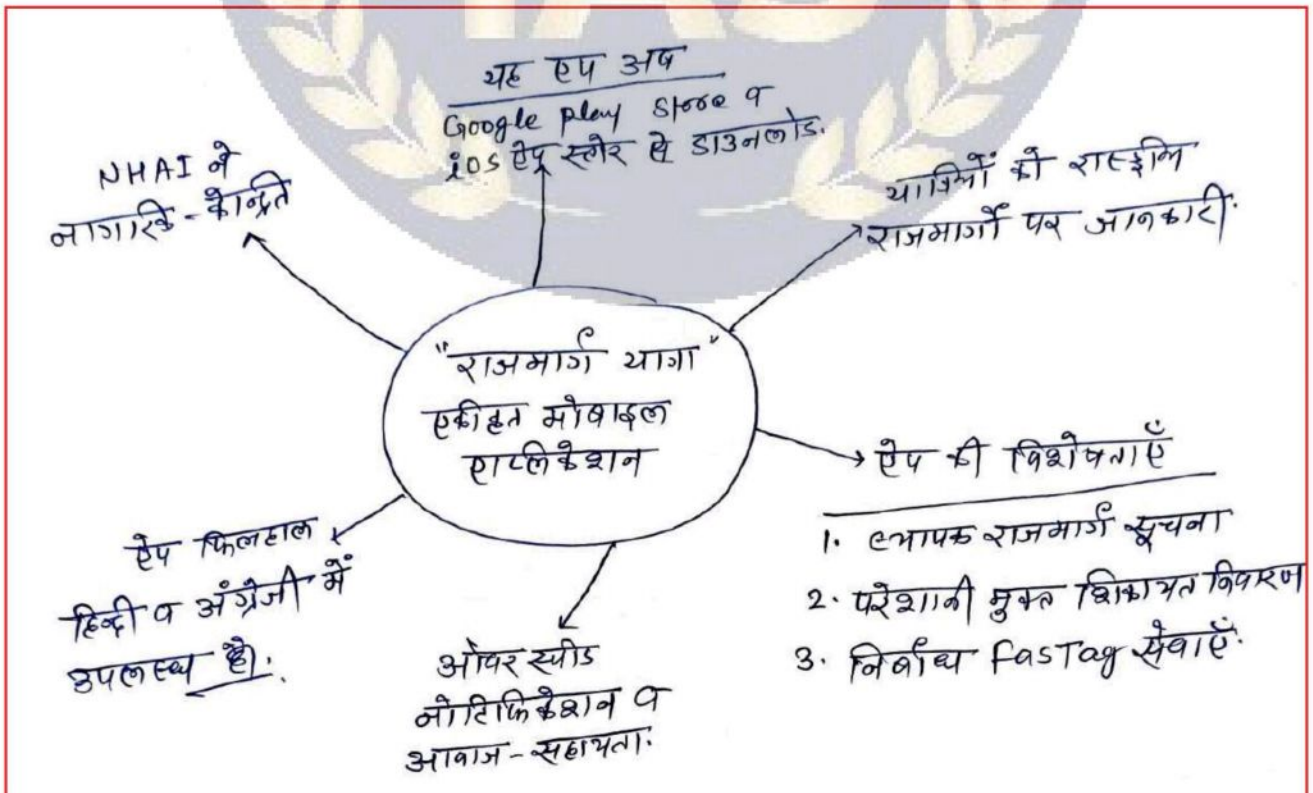 यह एप अब
Google play store व
ios ऐप स्टोर से डाउनलोड.
NHAI ने
नागरिक-केन्द्रित
यात्रियों को राष्ट्रीय
राजमार्गों पर जानकारी.
"राजमार्ग यात्रा"
एकीकृत मोबाइल
एप्लिकेशन
ऐप की विशेषताएँ
1. व्यापक राजमार्ग सूचना
2. परेशानी मुक्त शिकायत निवारण
3. निर्बाध fasTag सेवाएँ.
ऐप फिलहाल
हिन्दी व अंग्रेजी में
उपलब्ध है.
ओवर स्पीड
नोटिफिकेशन व
आवाज-सहायता.